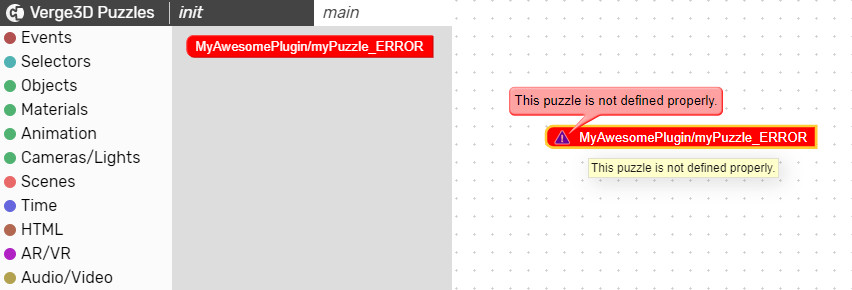 Verge3D Puzzles
init
main
Events
Selectors
Objects
Materials
Animation
Cameras/Lights
Scenes
Time
HTML
AR/VR
Audio/Video
MyAwesomePlugin/myPuzzle_ERROR
This puzzle is not defined properly.
MyAwesomePlugin/myPuzzle_ERROR
This puzzle is not defined properly.